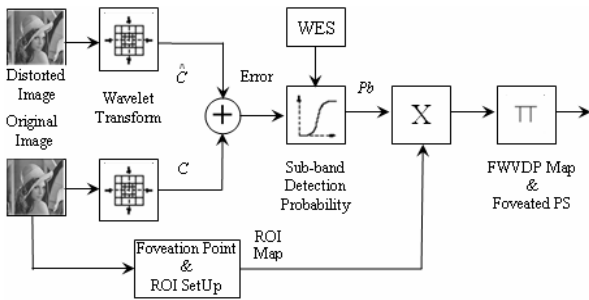 WES
Distorted
Image
Wavelet
Transform
Ĉ
Error
Pb
+
X
π
Original
Image
C
Sub-band
Detection
Probability
FWVDP Map
&
Foveated PS
Foveation Point
&
ROI SetUp
ROI
Map